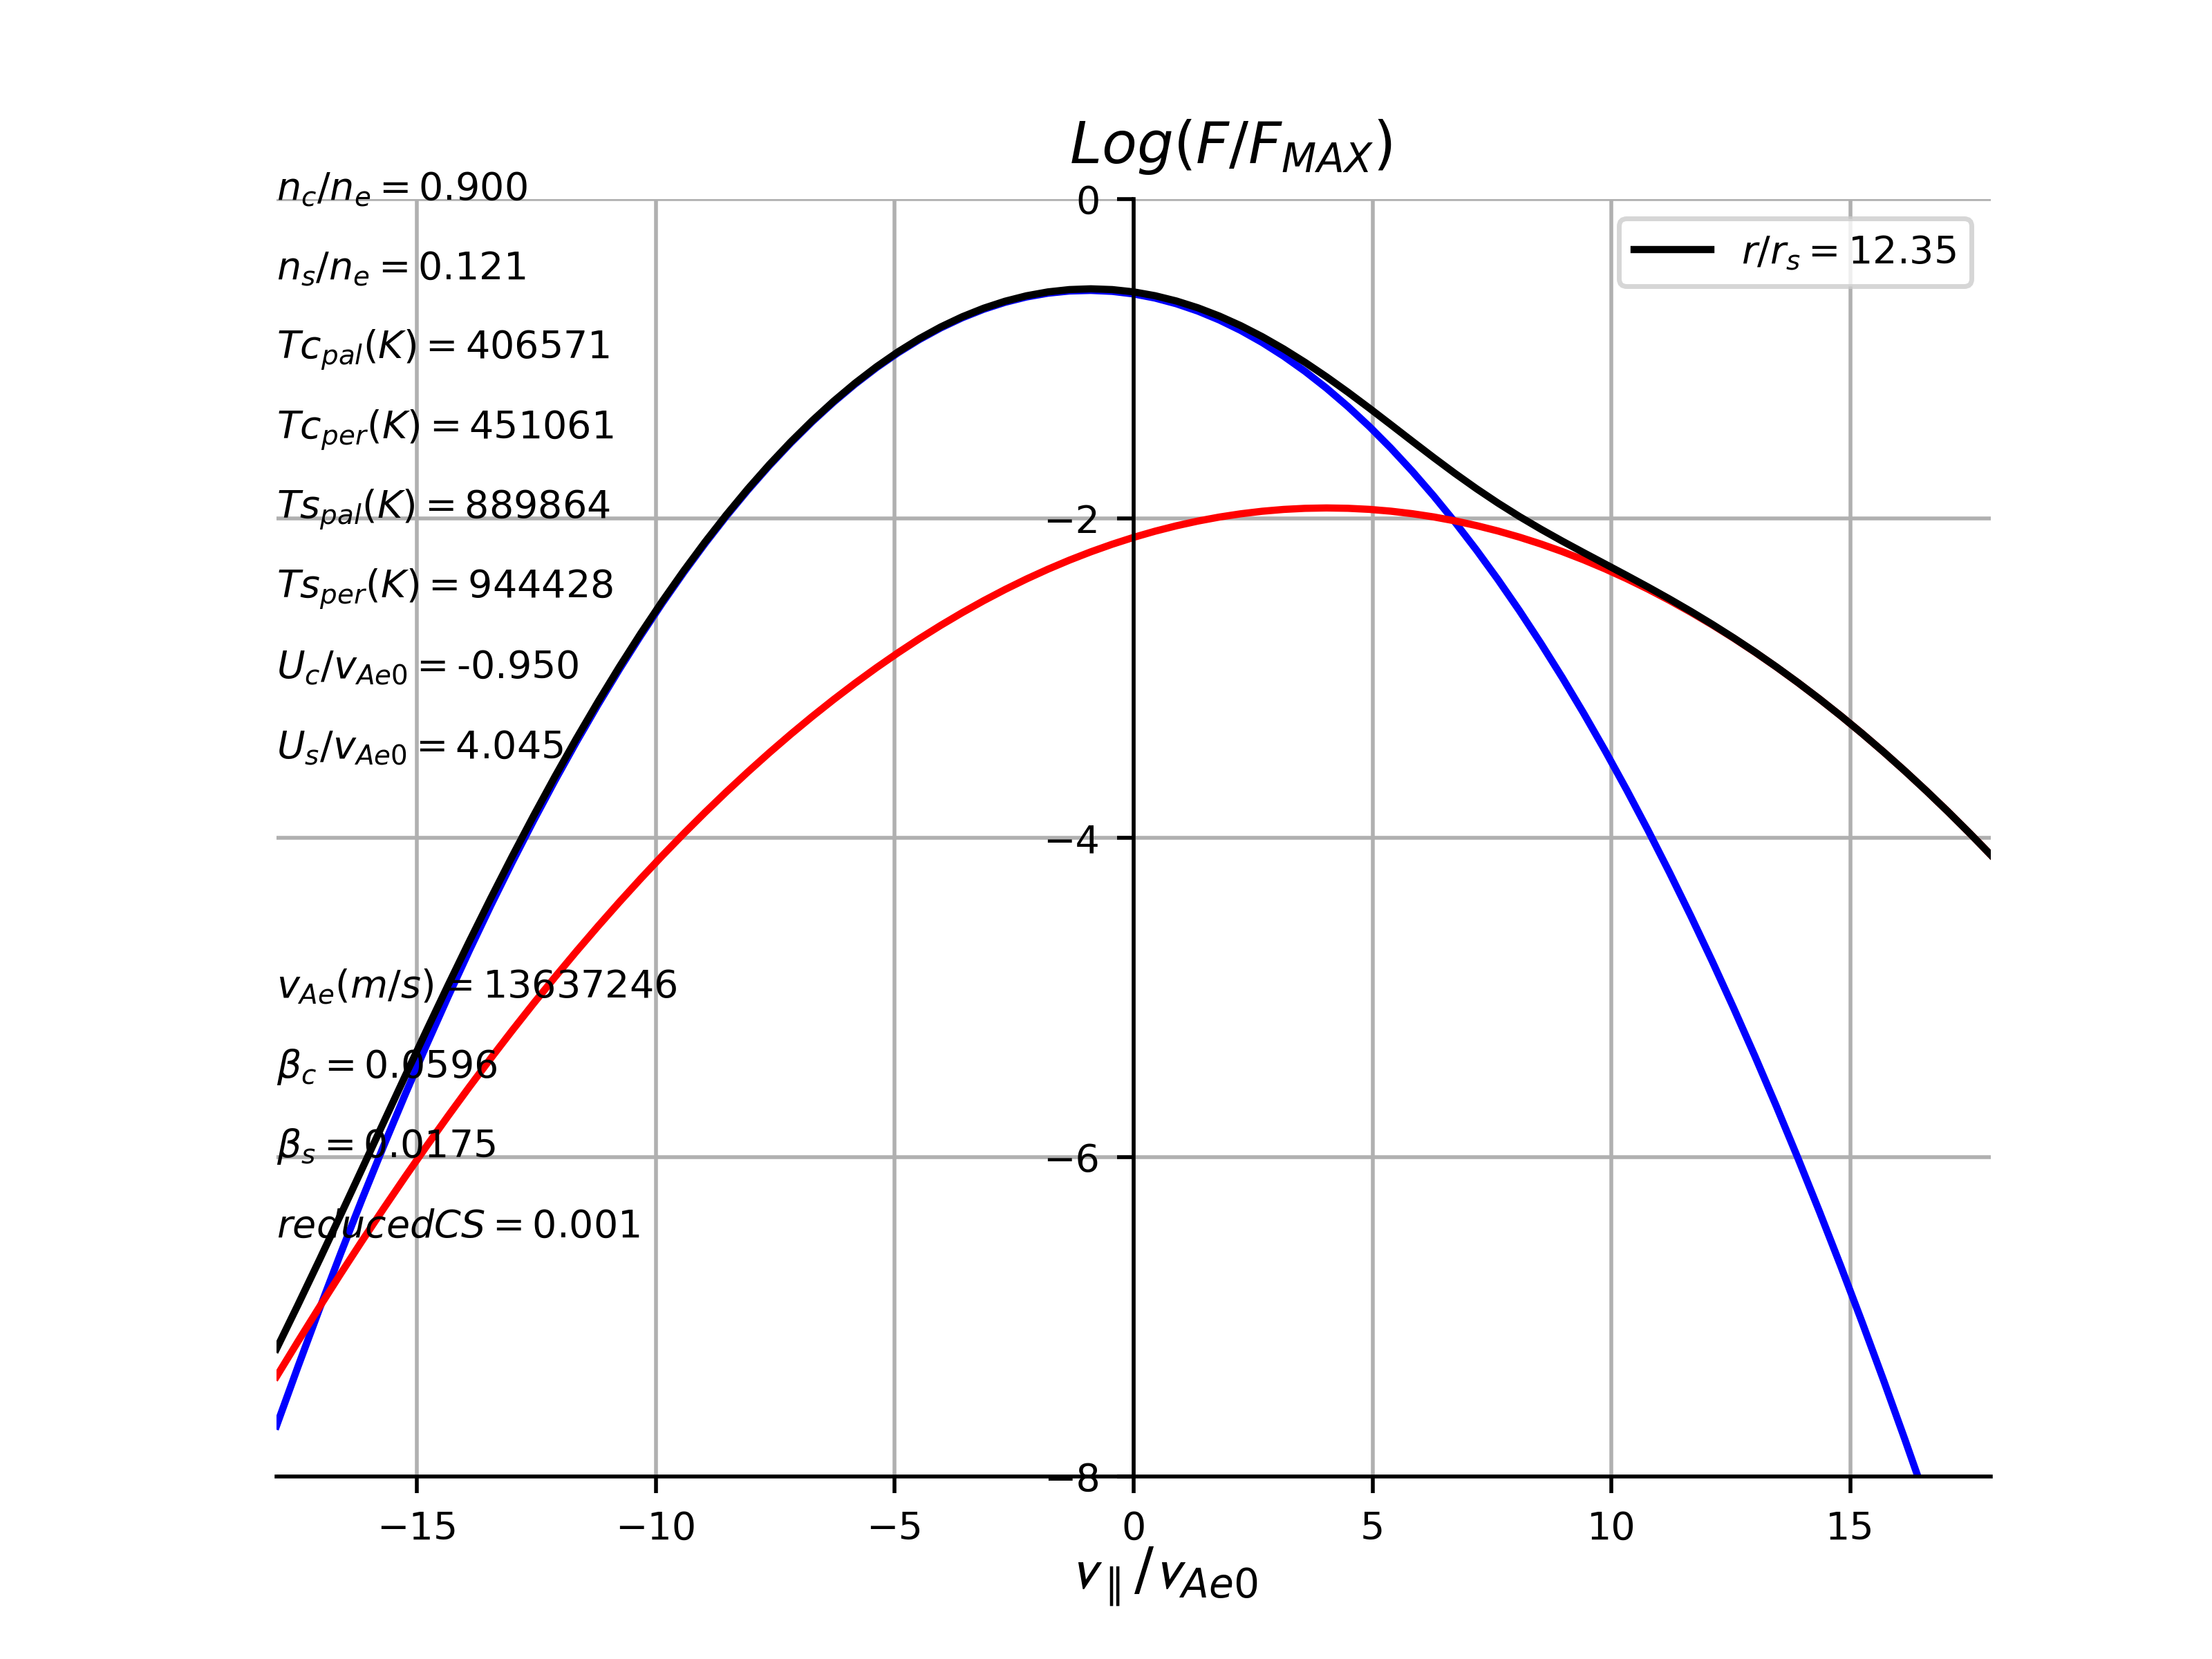 Log(F/F_MAX)
n_c/n_e = 0.900
0
r/r_s = 12.35
n_s/n_e = 0.121
Tc_pal(K) = 406571
Tc_per(K) = 451061
Ts_pal(K) = 889864
−2
Ts_per(K) = 944428
U_c/v_Ae0 = -0.950
U_s/v_Ae0 = 4.045
−4
v_Ae(m/s) = 13637246
β_c = 0.0596
β_s = 0.0175
−6
reducedCS = 0.001
−8
−15 −10 −5 0 5 10 15
v_∥/v_Ae0